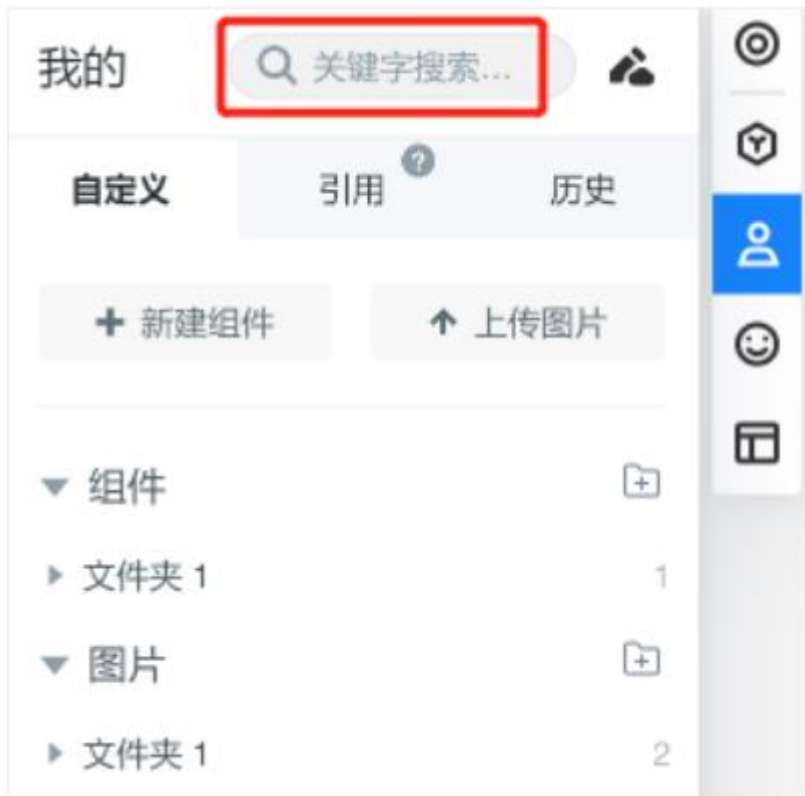 我的 关键字搜索...
自定义 引用 ? 历史
+ 新建组件 上传图片
组件
文件夹 1 1
图片
文件夹 1 2